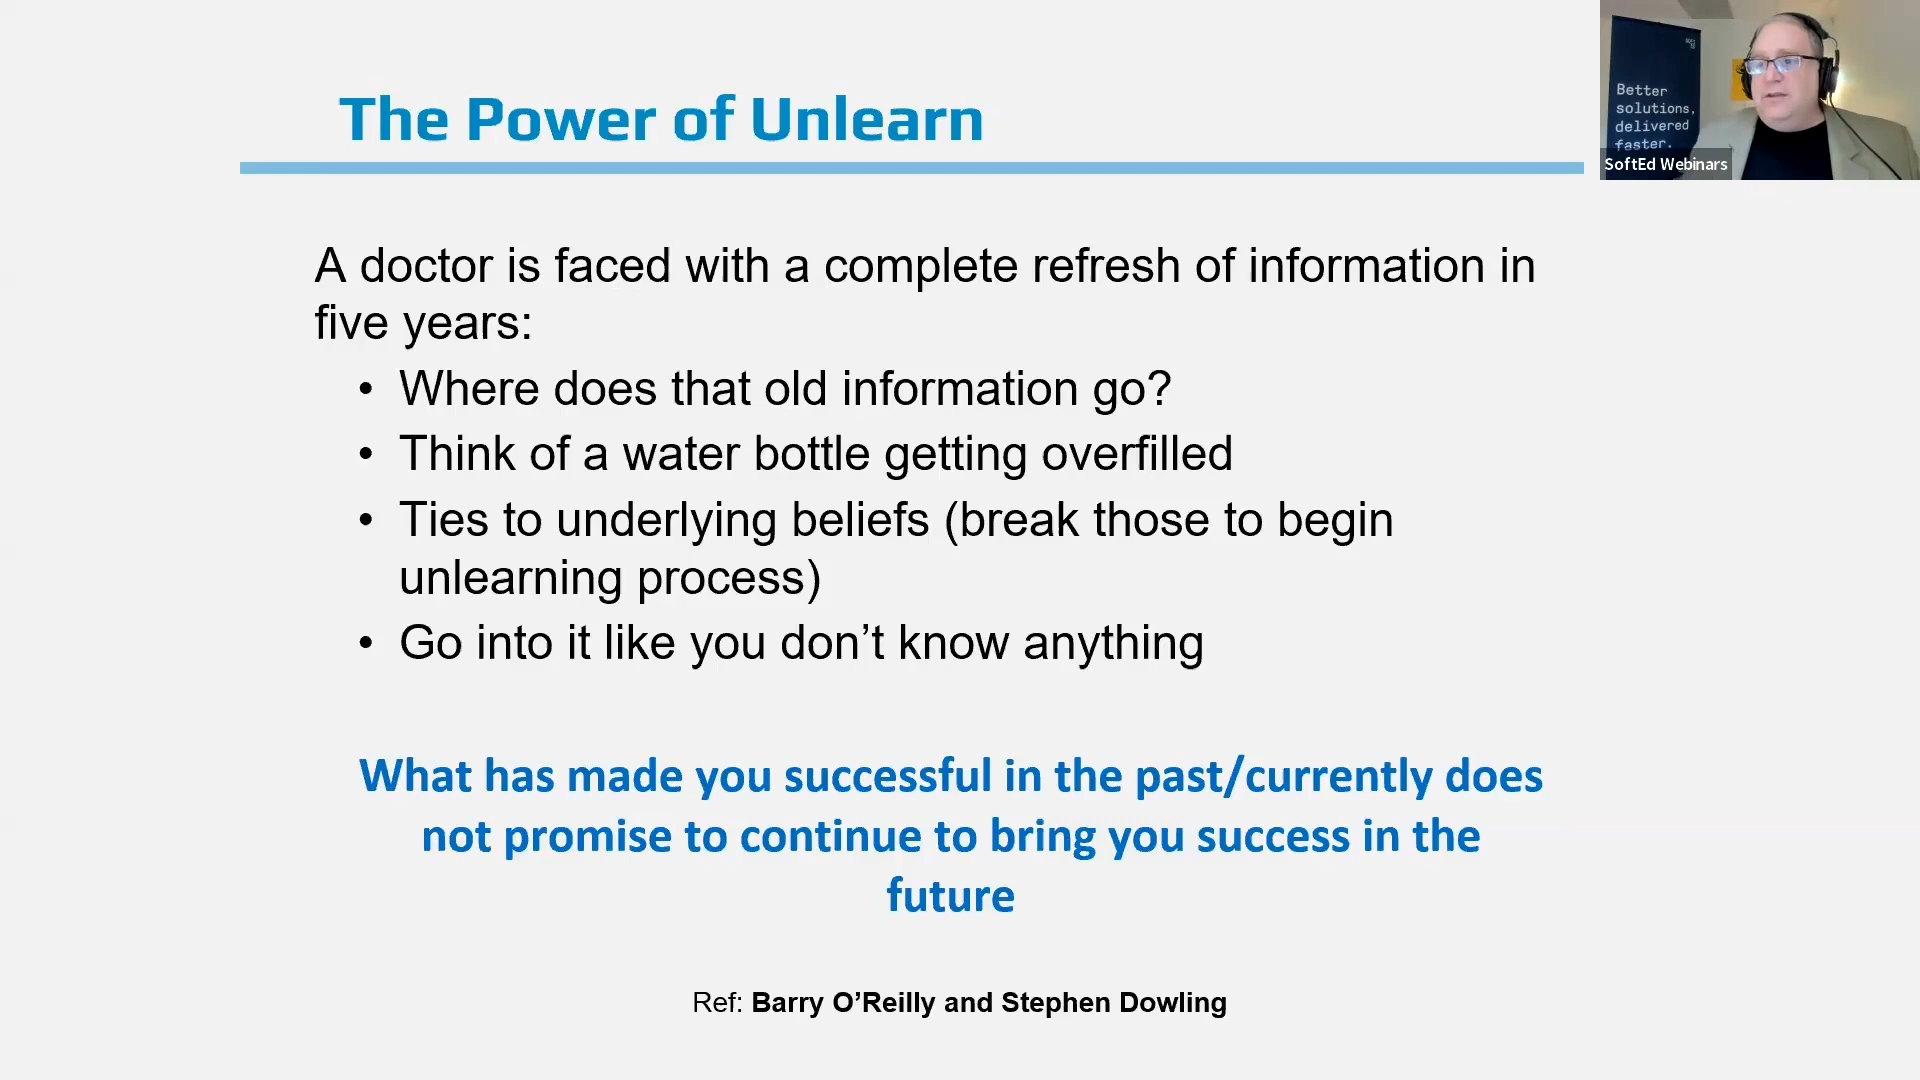 The Power of Unlearn
A doctor is faced with a complete refresh of information in
five years:
• Where does that old information go?
• Think of a water bottle getting overfilled
• Ties to underlying beliefs (break those to begin
unlearning process)
• Go into it like you don’t know anything
What has made you successful in the past/currently does
not promise to continue to bring you success in the
future
Ref: Barry O’Reilly and Stephen Dowling
Better
solutions,
delivered
faster.
SoftEd Webinars